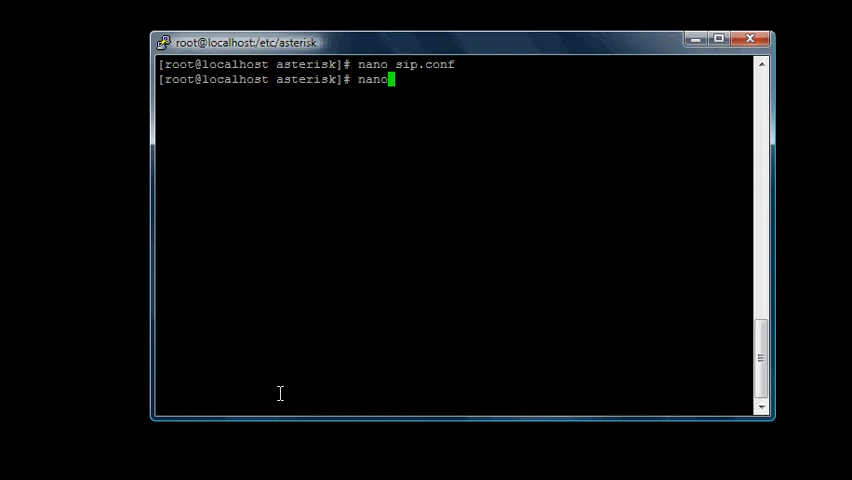 root@localhost:/etc/asterisk
[root@localhost asterisk]# nano sip.conf
[root@localhost asterisk]# nano